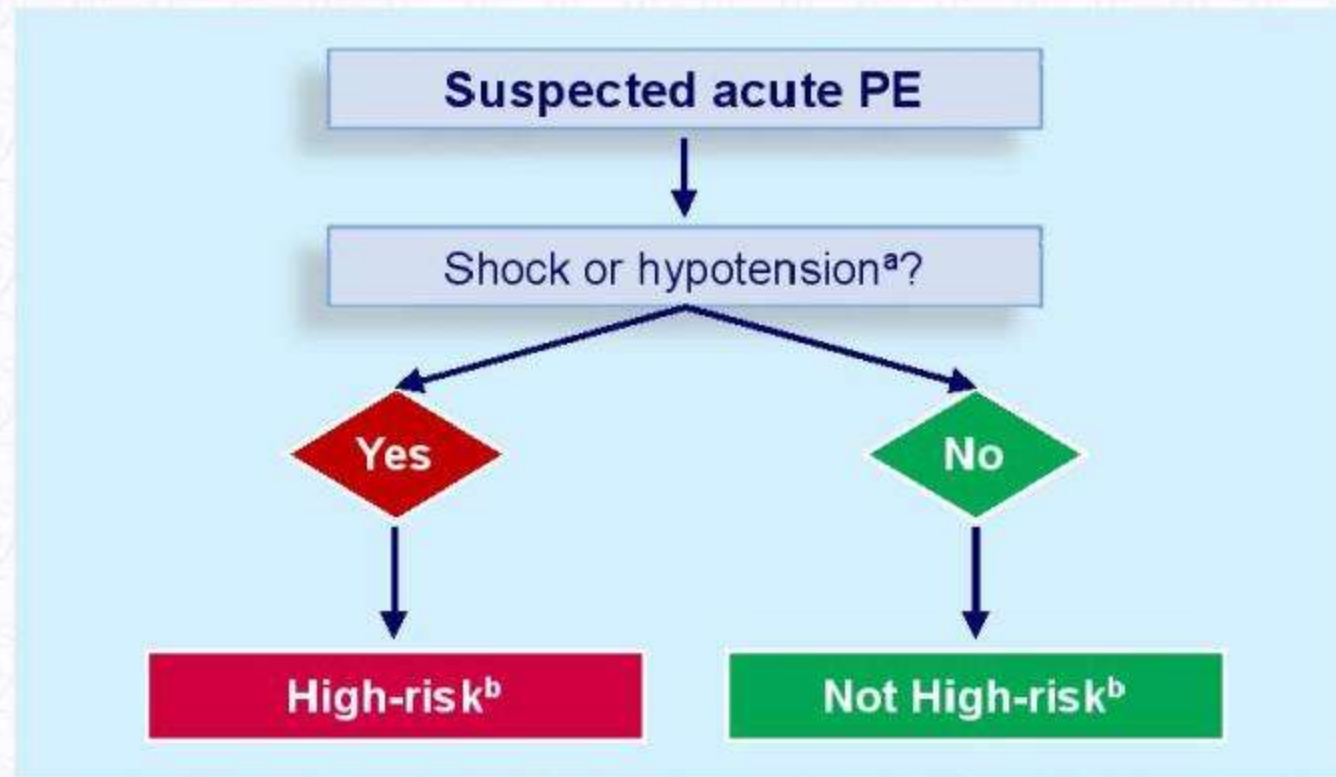 Suspected acute PE
Shock or hypotensionᵃ?
Yes
No
High-riskᵇ
Not High-riskᵇ